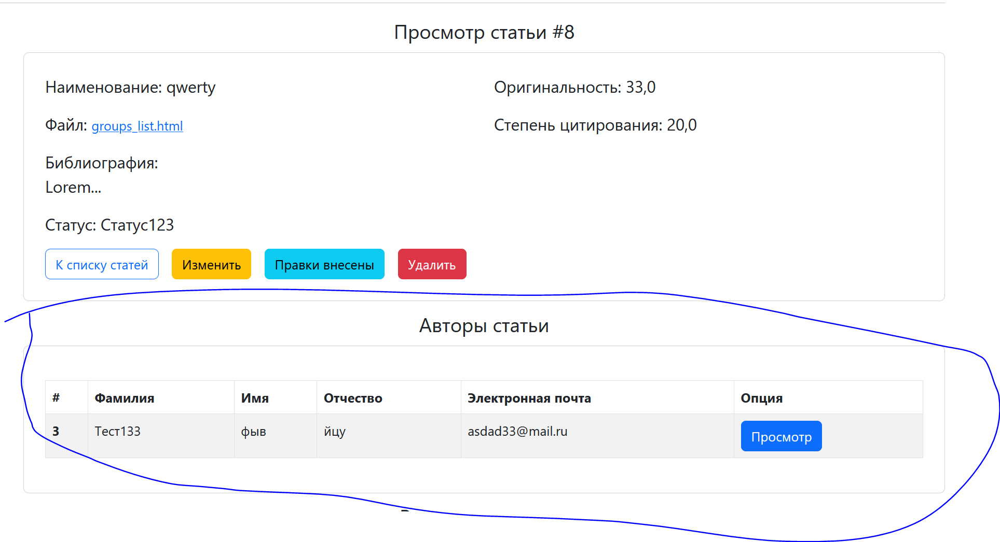 Просмотр статьи #8
Наименование: qwerty
Оригинальность: 33,0
Файл: groups_list.html
Степень цитирования: 20,0
Библиография:
Lorem...
Статус: Статус123
К списку статей Изменить Правки внесены Удалить
Авторы статьи
# Фамилия Имя Отчество Электронная почта Опция
3 Тест133 фыв йцу asdad33@mail.ru Просмотр